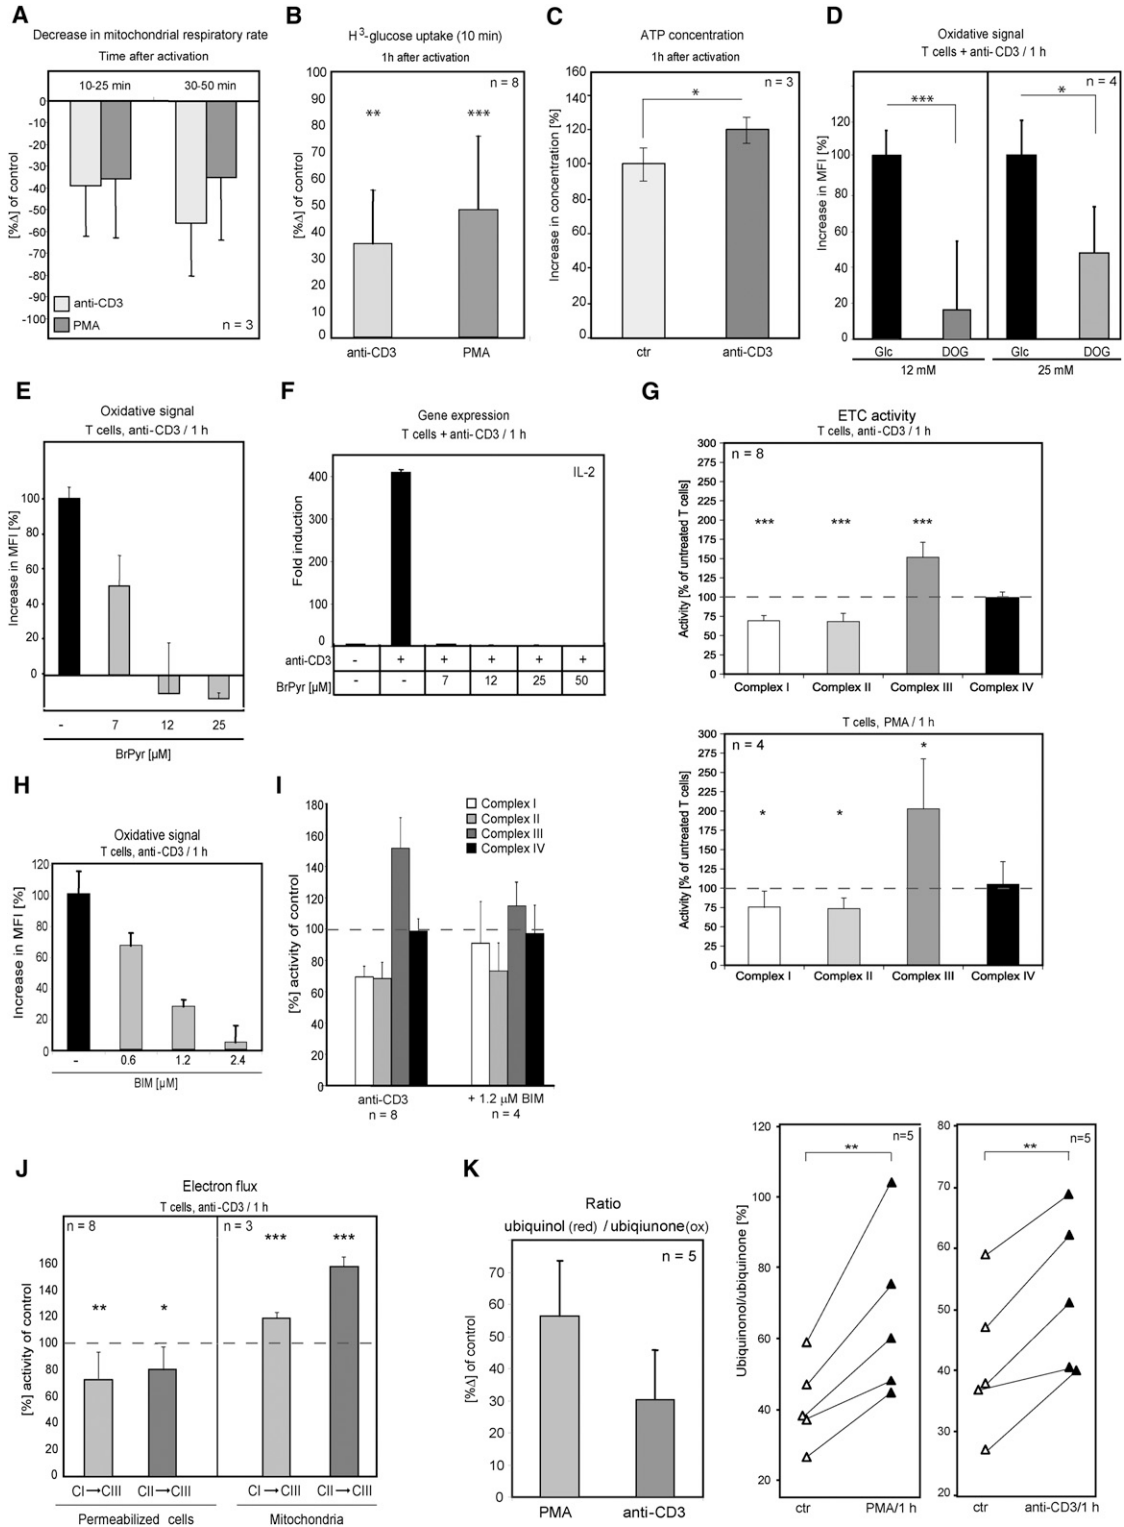 A
Decrease in mitochondrial respiratory rate
Time after activation
10-25 min
30-50 min
0
-10
-20
-30
-40
-50
-60
-70
-80
-90
-100
[%Δ] of control
anti-CD3
PMA
n = 3
B
H³-glucose uptake (10 min)
1h after activation
n = 8
**
***
100
90
80
70
60
50
40
30
20
10
0
[%Δ] of control
anti-CD3
PMA
C
ATP concentration
1h after activation
n = 3
*
160
140
120
100
80
60
40
20
0
Increase in concentration [%]
ctr
anti-CD3
D
Oxidative signal
T cells + anti-CD3 / 1 h
n = 4
***
*
120
100
80
60
40
20
0
Increase in MFI [%]
Glc
DOG
Glc
DOG
12 mM
25 mM
E
Oxidative signal
T cells, anti-CD3 / 1 h
100
80
60
40
20
0
Increase in MFI [%]
-
7
12
25
BrPyr [µM]
F
Gene expression
T cells + anti-CD3 / 1 h
IL-2
400
300
200
100
0
Fold induction
anti-CD3 - + + + + +
BrPyr [µM] - - 7 12 25 50
G
ETC activity
T cells, anti-CD3 / 1 h
n = 8
***
***
***
300
275
250
225
200
175
150
125
100
75
50
25
0
Activity [% of untreated T cells]
Complex I
Complex II
Complex III
Complex IV
T cells, PMA / 1 h
n = 4
*
*
*
300
275
250
225
200
175
150
125
100
75
50
25
0
Activity [% of untreated T cells]
Complex I
Complex II
Complex III
Complex IV
H
Oxidative signal
T cells, anti-CD3 / 1 h
120
100
80
60
40
20
0
Increase in MFI [%]
-
0.6
1.2
2.4
BIM [µM]
I
Complex I
Complex II
Complex III
Complex IV
180
160
140
120
100
80
60
40
20
0
[%] activity of control
anti-CD3
n = 8
+ 1.2 µM BIM
n = 4
J
Electron flux
T cells, anti-CD3 / 1 h
n = 8
n = 3
**
*
***
***
160
140
120
100
80
60
40
20
0
[%] activity of control
CI→CIII
CII→CIII
CI→CIII
CII→CIII
Permeabilized cells
Mitochondria
K
Ratio
ubiquinol (red) / ubiqiunone(ox)
n = 5
70
60
50
40
30
20
10
0
[%Δ] of control
PMA
anti-CD3
n=5
**
120
100
80
60
40
20
Ubiquinonol/ubiquinone [%]
ctr
PMA/1 h
n=5
**
80
70
60
50
40
30
20
ctr
anti-CD3/1 h